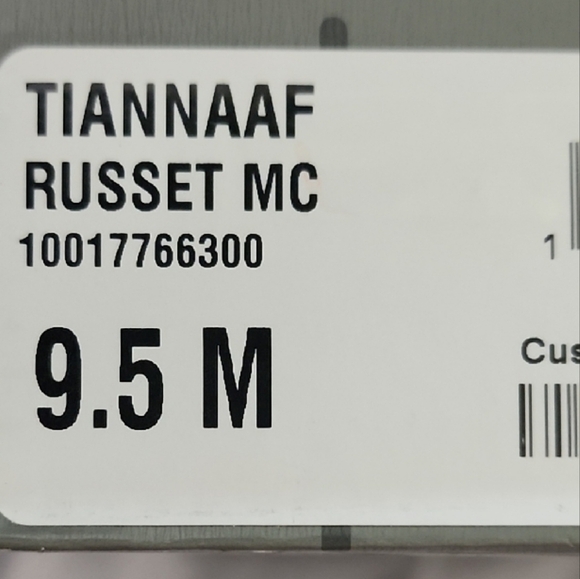 TIANNAAF
RUSSET MC
10017766300
9.5 M
1
Cus